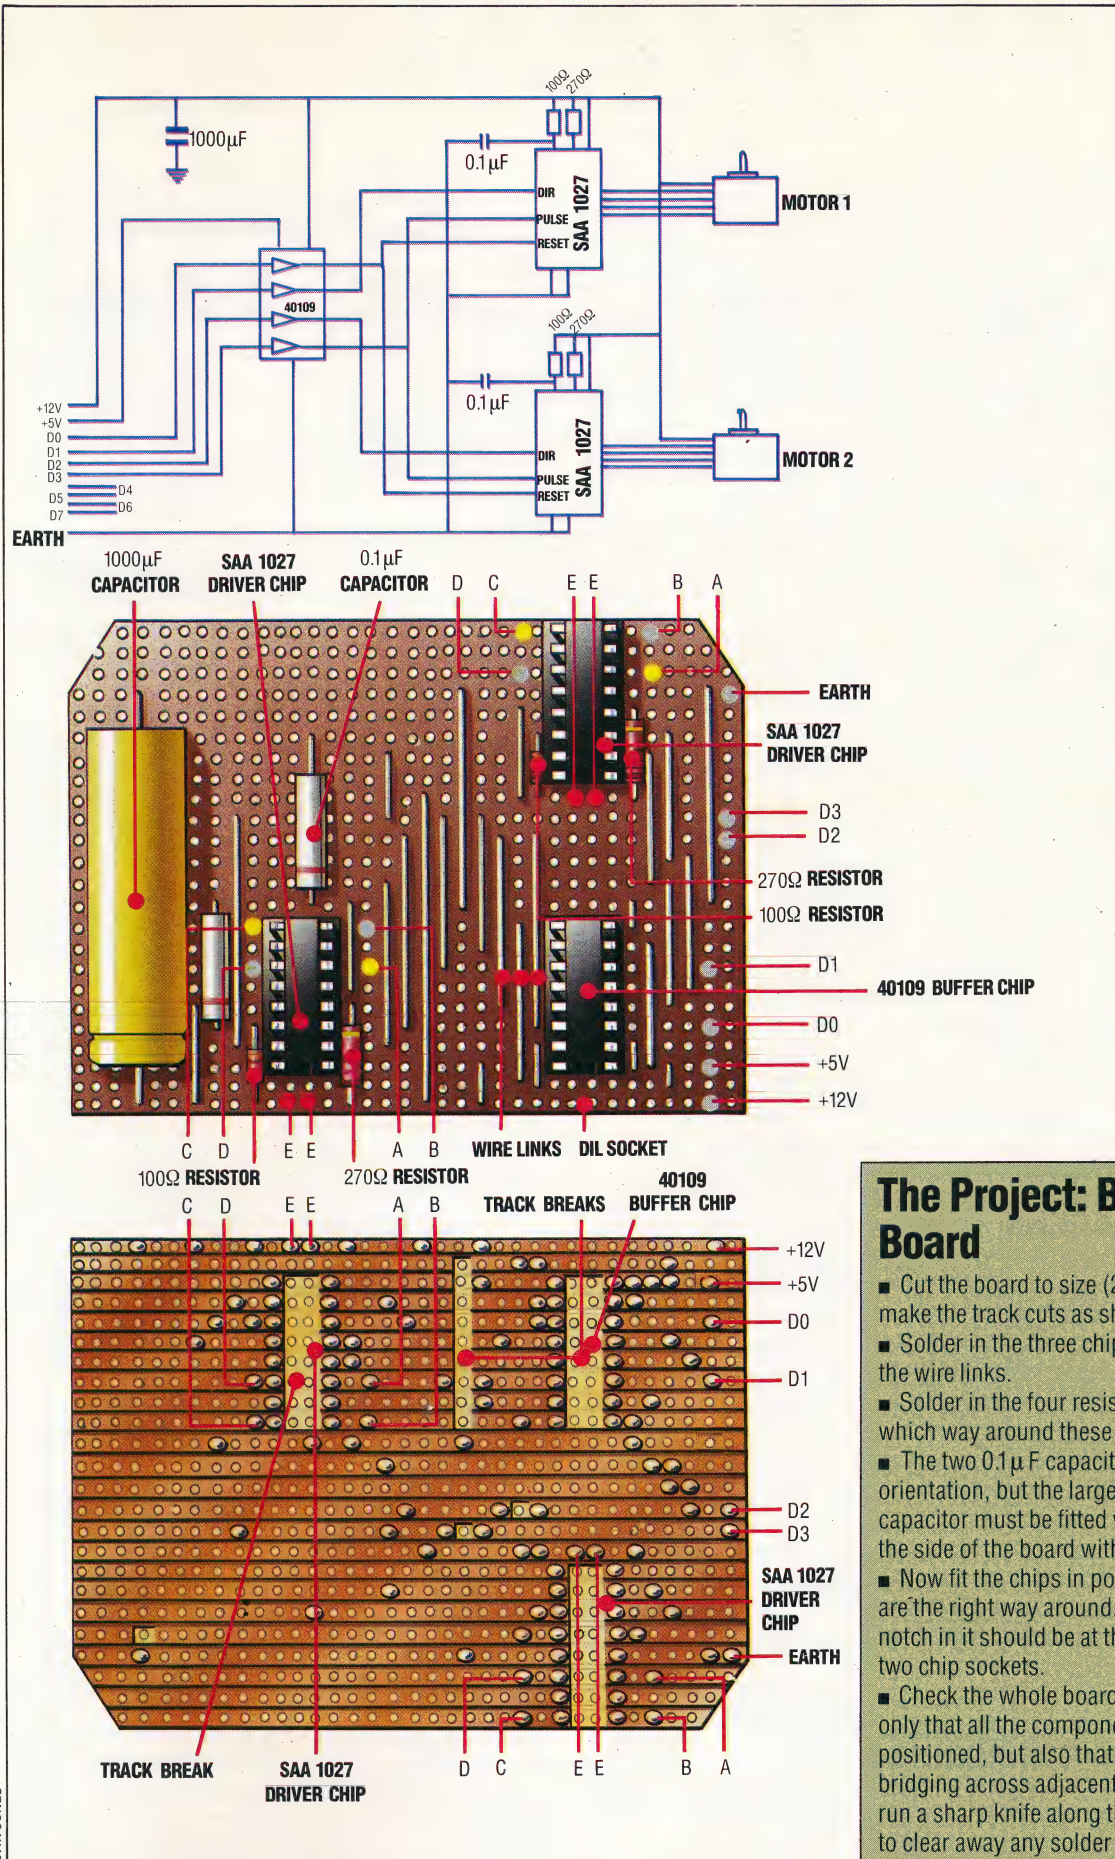 100Ω 270Ω
1000µF
0.1µF
DIR
PULSE
RESET
SAA 1027
MOTOR 1
40109
100Ω 270Ω
0.1µF
DIR
PULSE
RESET
SAA 1027
MOTOR 2
+12V
+5V
D0
D1
D2
D3
D4
D5
D6
D7
EARTH
1000µF
CAPACITOR
SAA 1027
DRIVER CHIP
0.1µF
CAPACITOR
D C E E B A
EARTH
SAA 1027
DRIVER CHIP
D3
D2
270Ω RESISTOR
100Ω RESISTOR
D1
40109 BUFFER CHIP
D0
+5V
+12V
C D E E A B
WIRE LINKS DIL SOCKET
100Ω RESISTOR
270Ω RESISTOR
C D E E A B
TRACK BREAKS
40109
BUFFER CHIP
+12V
+5V
D0
D1
D2
D3
SAA 1027
DRIVER
CHIP
EARTH
TRACK BREAK
SAA 1027
DRIVER CHIP
D C E E B A
The Project: B
Board
■ Cut the board to size (2
make the track cuts as sh
■ Solder in the three chip
the wire links.
■ Solder in the four resis
which way around these
■ The two 0.1µF capacit
orientation, but the large
capacitor must be fitted
the side of the board with
■ Now fit the chips in po
are the right way around.
notch in it should be at th
two chip sockets.
■ Check the whole board
only that all the compone
positioned, but also that
bridging across adjacent
run a sharp knife along t
to clear away any solder